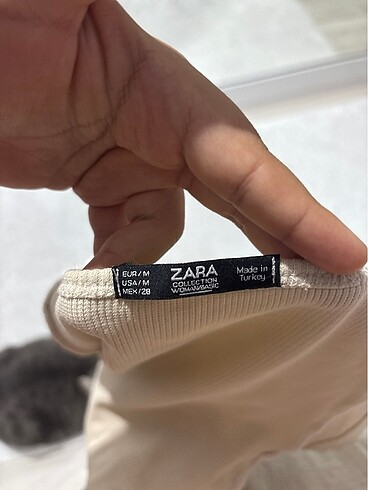 EUR/M
USA/M
MEX/28
ZARA
COLLECTION
WOMAN/BASIC
Made in
Turkey